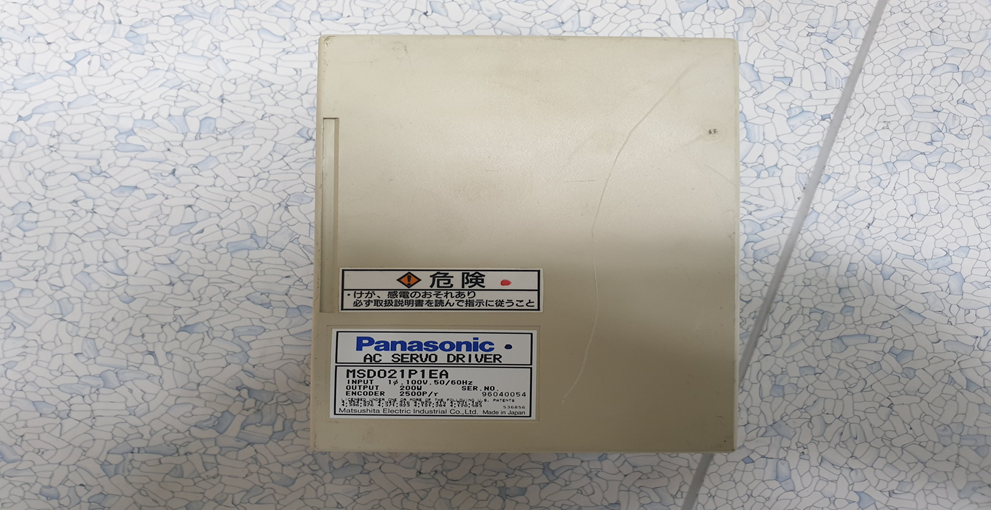 危険
・けが、感電のおそれあり
必ず取扱説明書を読んで指示に従うこと
Panasonic
AC SERVO DRIVER
MSD021P1EA
INPUT 1φ,100V,50/60Hz
OUTPUT 200W SER.NO.
ENCODER 2500P/r 96040054
536856
Matsushita Electric Industrial Co.,Ltd. Made in Japan